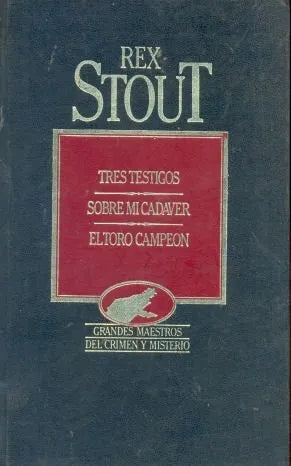 REX
STOUT
TRES TESTIGOS
SOBRE MI CADAVER
EL TORO CAMPEON
GRANDES MAESTROS
DEL CRIMEN Y MISTERIO